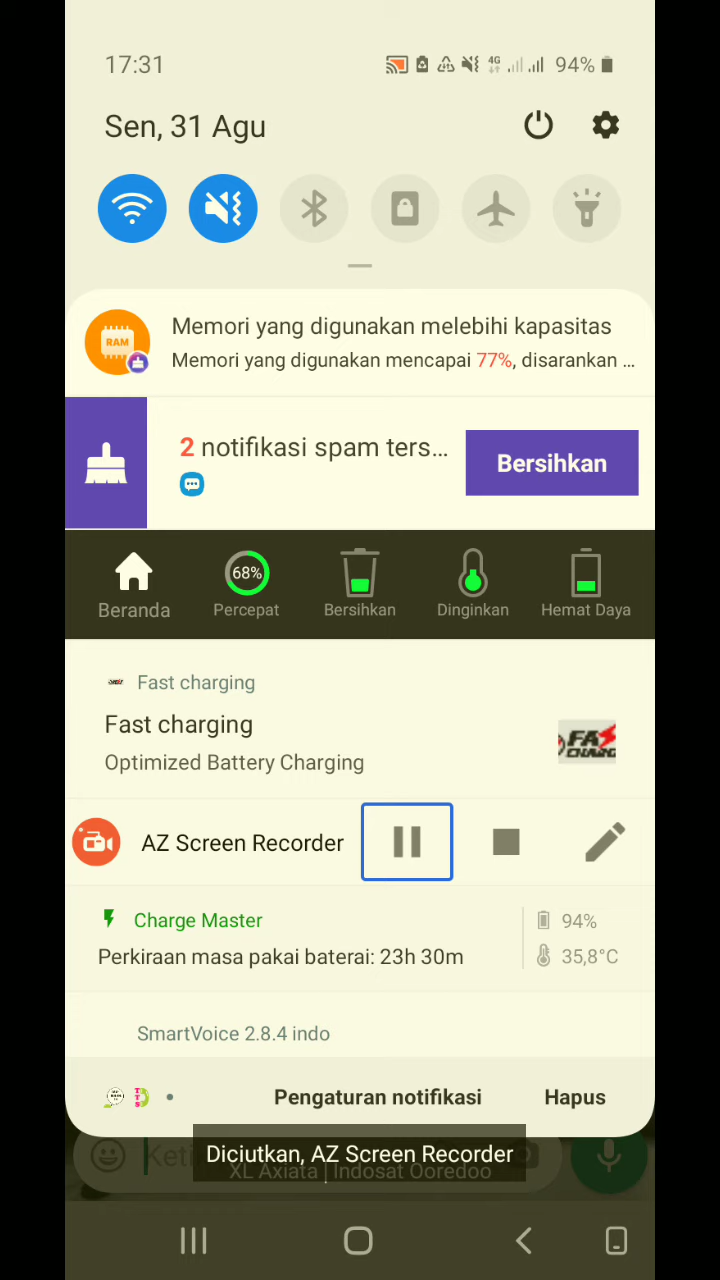 17:31
4G
94%
Sen, 31 Agu
RAM
Memori yang digunakan melebihi kapasitas
Memori yang digunakan mencapai 77%, disarankan ...
2 notifikasi spam ters...
Bersihkan
68%
Beranda
Percepat
Bersihkan
Dinginkan
Hemat Daya
Fast charging
Fast charging
Optimized Battery Charging
AZ Screen Recorder
Charge Master
94%
Perkiraan masa pakai baterai: 23h 30m
35,8°C
SmartVoice 2.8.4 indo
Pengaturan notifikasi
Hapus
Keti
Diciutkan, AZ Screen Recorder
XL Axiata | Indosat Ooredoo